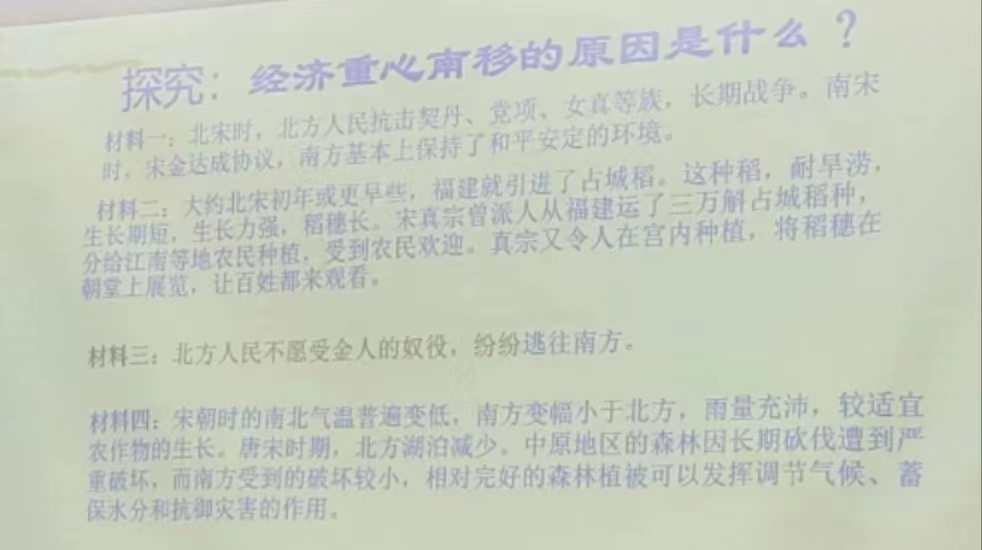 探究：经济重心南移的原因是什么？
材料一：北宋时，北方人民抗击契丹、党项、女真等族，长期战争。南宋
时，宋金达成协议，南方基本上保持了和平安定的环境。
材料二：大约北宋初年或更早些，福建就引进了占城稻。这种稻，耐旱涝，
生长期短，生长力强，稻穗长。宋真宗曾派人从福建运了三万斛占城稻种，
分给江南等地农民种植，受到农民欢迎。真宗又令人在宫内种植，将稻穗在
朝堂上展览，让百姓都来观看。
材料三：北方人民不愿受金人的奴役，纷纷逃往南方。
材料四：宋朝时的南北气温普遍变低，南方变幅小于北方，雨量充沛，较适宜
农作物的生长。唐宋时期，北方湖泊减少。中原地区的森林因长期砍伐遭到严
重破坏，而南方受到的破坏较小，相对完好的森林植被可以发挥调节气候、蓄
保水分和抗御灾害的作用。